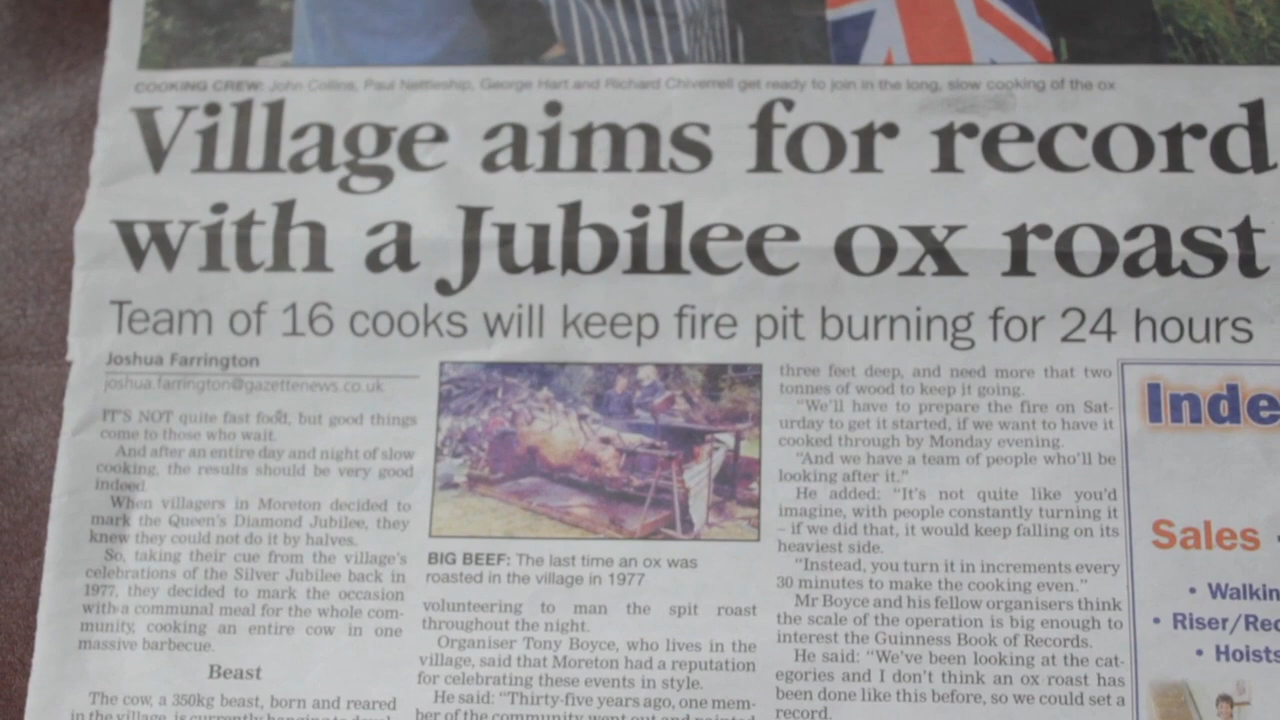 COOKING CREW: John Collins, Paul Nettleship, George Hart and Richard Chiverrell get ready to join in the long, slow cooking of the ox
Village aims for record
with a Jubilee ox roast
Team of 16 cooks will keep fire pit burning for 24 hours
Joshua Farrington
joshua.farrington@gazettenews.co.uk
IT'S NOT quite fast food, but good things
come to those who wait.
And after an entire day and night of slow
cooking, the results should be very good
indeed.
When villagers in Moreton decided to
mark the Queen's Diamond Jubilee, they
knew they could not do it by halves.
So, taking their cue from the village's
celebrations of the Silver Jubilee back in
1977, they decided to mark the occasion
with a communal meal for the whole com-
munity, cooking an entire cow in one
massive barbecue.
Beast
The cow, a 350kg beast, born and reared
in the village, is currently hanging to
BIG BEEF: The last time an ox was
roasted in the village in 1977
volunteering to man the spit roast
throughout the night.
Organiser Tony Boyce, who lives in the
village, said that Moreton had a reputation
for celebrating these events in style.
He said: "Thirty-five years ago, one mem-
ber of the community went out and
three feet deep, and need more that two
tonnes of wood to keep it going.
"We'll have to prepare the fire on Sat-
urday to get it started, if we want to have it
cooked through by Monday evening.
"And we have a team of people who'll be
looking after it."
He added: "It's not quite like you'd
imagine, with people constantly turning it
– if we did that, it would keep falling on its
heaviest side.
"Instead, you turn it in increments every
30 minutes to make the cooking even."
Mr Boyce and his fellow organisers think
the scale of the operation is big enough to
interest the Guinness Book of Records.
He said: "We've been looking at the cat-
egories and I don't think an ox roast has
been done like this before, so we could set a
record.
Inde
Sales
• Walkin
• Riser/Rec
• Hoists